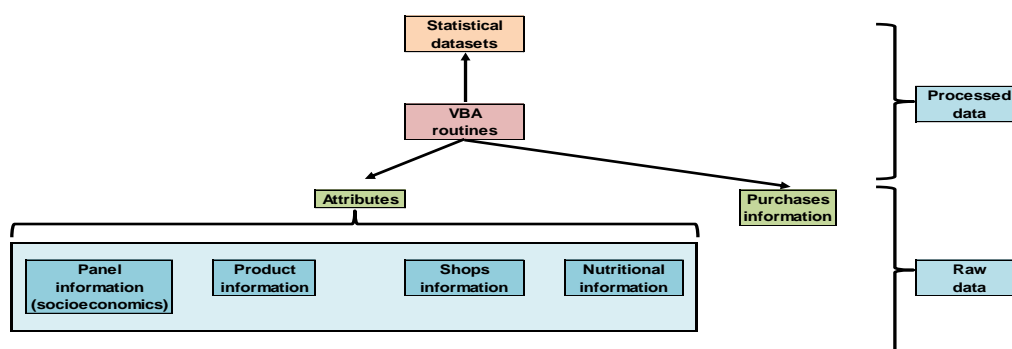 Statistical
datasets
Processed
data
VBA
routines
Attributes
Purchases
information
Panel
information
(socioeconomics)
Product
information
Shops
information
Nutritional
information
Raw
data